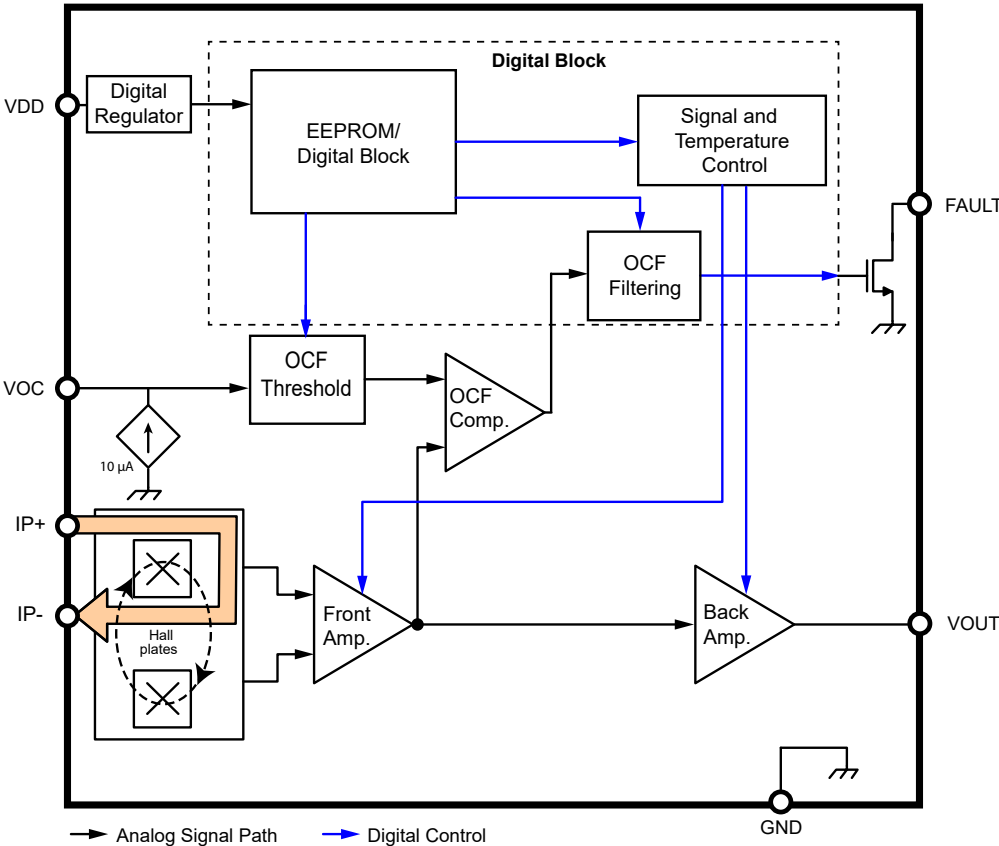 Digital Block
VDD
Digital
Regulator
EEPROM/
Digital Block
Signal and
Temperature
Control
FAULT
OCF
Filtering
VOC
OCF
Threshold
OCF
Comp.
10 µA
IP+
IP-
Hall
plates
Front
Amp.
Back
Amp.
VOUT
GND
Analog Signal Path
Digital Control